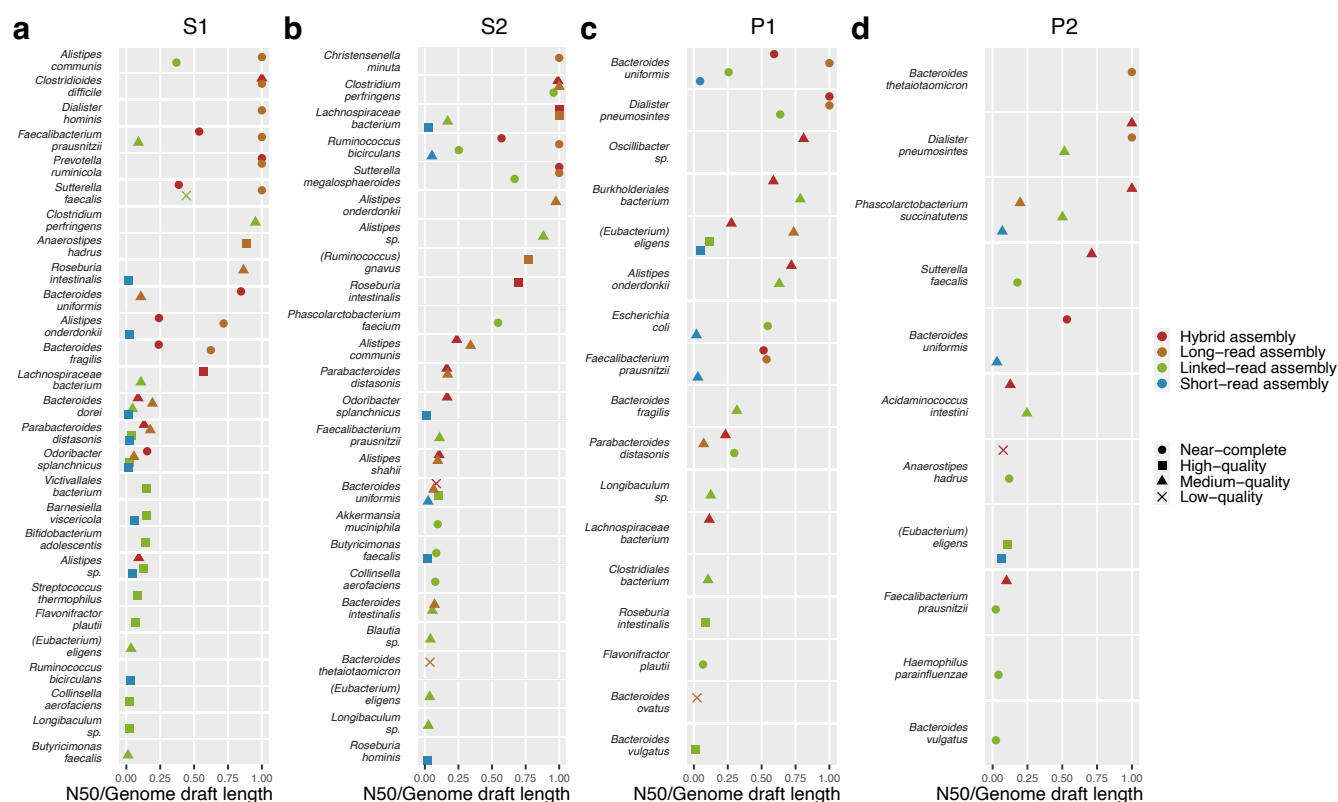 a
S1
Alistipes
communis
Clostridioides
difficile
Dialister
hominis
Faecalibacterium
prausnitzii
Prevotella
ruminicola
Sutterella
faecalis
Clostridium
perfringens
Anaerostipes
hadrus
Roseburia
intestinalis
Bacteroides
uniformis
Alistipes
onderdonkii
Bacteroides
fragilis
Lachnospiraceae
bacterium
Bacteroides
dorei
Parabacteroides
distasonis
Odoribacter
splanchnicus
Victivallales
bacterium
Barnesiella
viscericola
Bifidobacterium
adolescentis
Alistipes
sp.
Streptococcus
thermophilus
Flavonifractor
plautii
(Eubacterium)
eligens
Ruminococcus
bicirculans
Collinsella
aerofaciens
Longibaculum
sp.
Butyricimonas
faecalis
0.00 0.25 0.50 0.75 1.00
N50/Genome draft length
b
S2
Christensenella
minuta
Clostridium
perfringens
Lachnospiraceae
bacterium
Ruminococcus
bicirculans
Sutterella
megalosphaeroides
Alistipes
onderdonkii
Alistipes
sp.
(Ruminococcus)
gnavus
Roseburia
intestinalis
Phascolarctobacterium
faecium
Alistipes
communis
Parabacteroides
distasonis
Odoribacter
splanchnicus
Faecalibacterium
prausnitzii
Alistipes
shahii
Bacteroides
uniformis
Akkermansia
muciniphila
Butyricimonas
faecalis
Collinsella
aerofaciens
Bacteroides
intestinalis
Blautia
sp.
Bacteroides
thetaiotaomicron
(Eubacterium)
eligens
Longibaculum
sp.
Roseburia
hominis
0.00 0.25 0.50 0.75 1.00
N50/Genome draft length
c
P1
Bacteroides
uniformis
Dialister
pneumosintes
Oscillibacter
sp.
Burkholderiales
bacterium
(Eubacterium)
eligens
Alistipes
onderdonkii
Escherichia
coli
Faecalibacterium
prausnitzii
Bacteroides
fragilis
Parabacteroides
distasonis
Longibaculum
sp.
Lachnospiraceae
bacterium
Clostridiales
bacterium
Roseburia
intestinalis
Flavonifractor
plautii
Bacteroides
ovatus
Bacteroides
vulgatus
0.00 0.25 0.50 0.75 1.00
N50/Genome draft length
d
P2
Bacteroides
thetaiotaomicron
Dialister
pneumosintes
Phascolarctobacterium
succinatutens
Sutterella
faecalis
Bacteroides
uniformis
Acidaminococcus
intestini
Anaerostipes
hadrus
(Eubacterium)
eligens
Faecalibacterium
prausnitzii
Haemophilus
parainfluenzae
Bacteroides
vulgatus
0.00 0.25 0.50 0.75 1.00
N50/Genome draft length
Hybrid assembly
Long−read assembly
Linked−read assembly
Short−read assembly
Near−complete
High−quality
Medium−quality
Low−quality